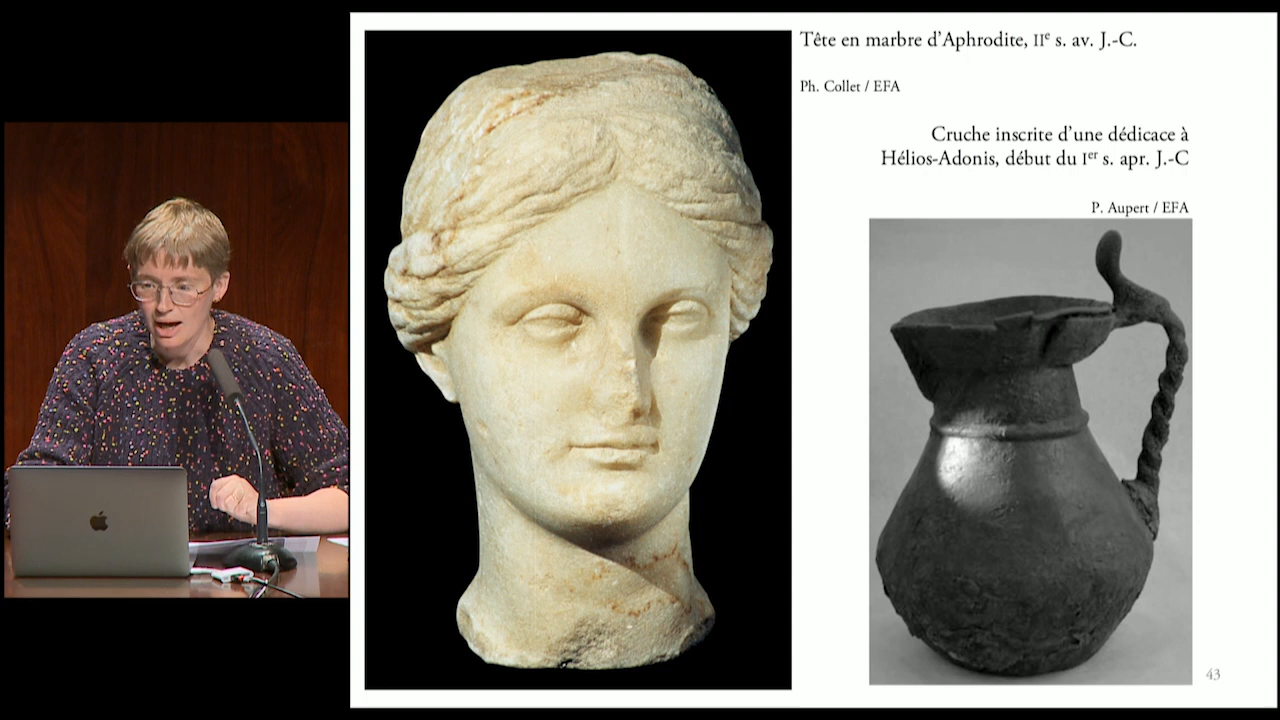 Tête en marbre d’Aphrodite, IIᵉ s. av. J.-C.
Ph. Collet / EFA
Cruche inscrite d’une dédicace à
Hélios-Adonis, début du Iᵉʳ s. apr. J.-C
P. Aupert / EFA
43